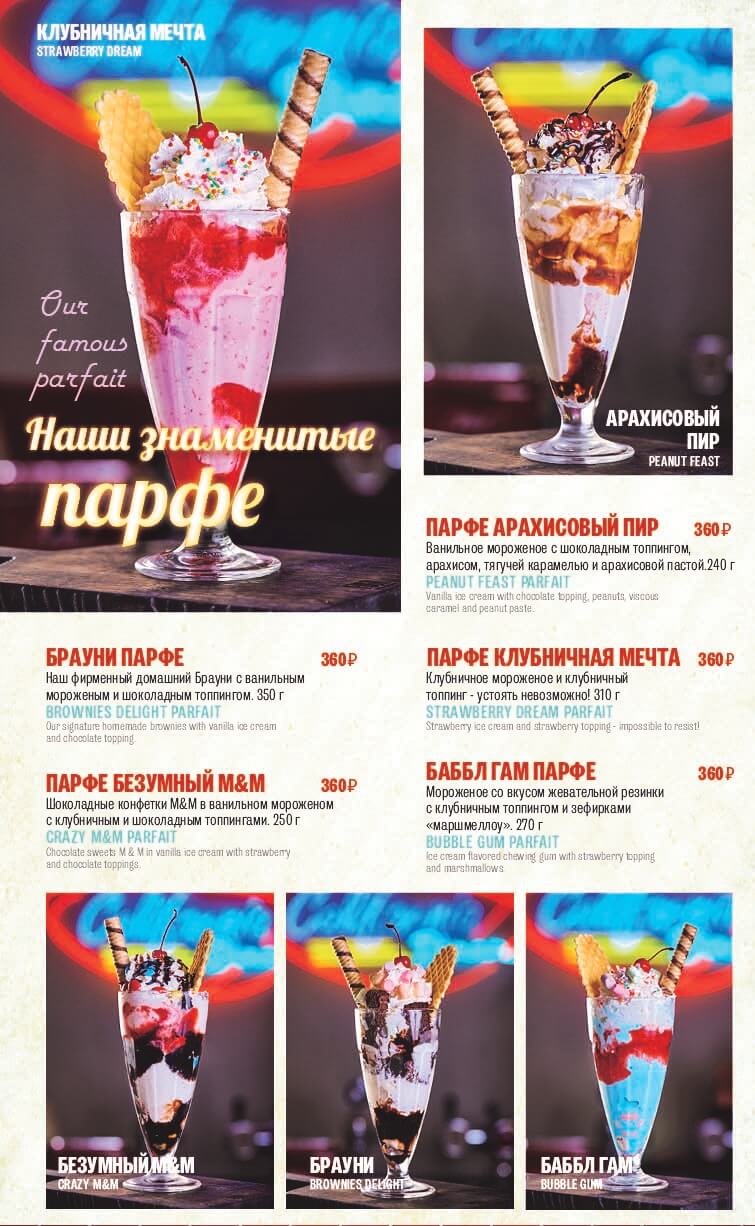 КЛУБНИЧНАЯ МЕЧТА
STRAWBERRY DREAM
Our
famous
parfait
Наши знаменитые
парфе
АРАХИСОВЫЙ
ПИР
PEANUT FEAST
ПАРФЕ АРАХИСОВЫЙ ПИР 360₽
Ванильное мороженое с шоколадным топпингом,
арахисом, тягучей карамелью и арахисовой пастой.240 г
PEANUT FEAST PARFAIT
Vanilla ice cream with chocolate topping, peanuts, viscous
caramel and peanut paste.
БРАУНИ ПАРФЕ 360₽
Наш фирменный домашний Брауни с ванильным
мороженым и шоколадным топпингом. 350 г
BROWNIES DELIGHT PARFAIT
Our signature homemade brownies with vanilla ice cream
and chocolate topping.
ПАРФЕ КЛУБНИЧНАЯ МЕЧТА 360₽
Клубничное мороженое и клубничный
топпинг - устоять невозможно! 310 г
STRAWBERRY DREAM PARFAIT
Strawberry ice cream and strawberry topping - impossible to resist!
ПАРФЕ БЕЗУМНЫЙ M&M 360₽
Шоколадные конфетки M&M в ванильном мороженом
с клубничным и шоколадным топпингами. 250 г
CRAZY M&M PARFAIT
Chocolate sweets M & M in vanilla ice cream with strawberry
and chocolate toppings.
БАББЛ ГАМ ПАРФЕ 360₽
Мороженое со вкусом жевательной резинки
с клубничным топпингом и зефирками
«маршмеллоу». 270 г
BUBBLE GUM PARFAIT
Ice cream flavored chewing gum with strawberry topping
and marshmallows.
БЕЗУМНЫЙ M&M
CRAZY M&M
БРАУНИ
BROWNIES DELIGHT
БАББЛ ГАМ
BUBBLE GUM